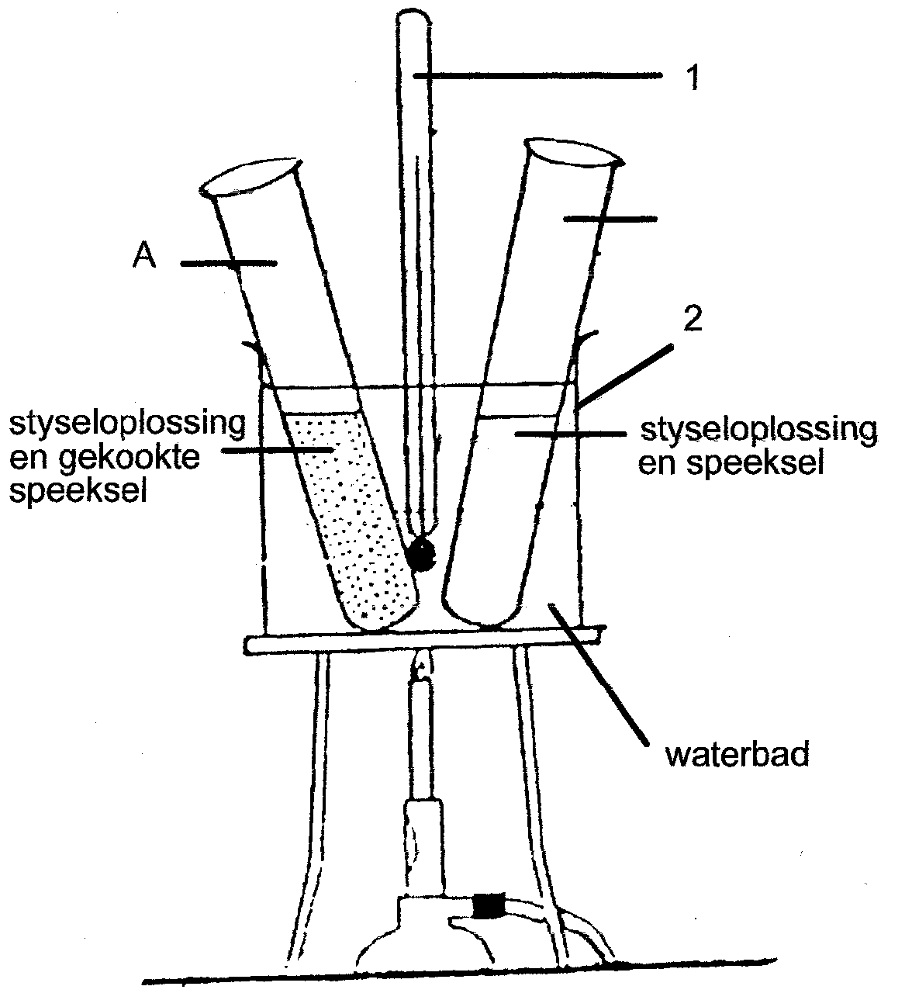 1
A
2
styseloplossing
en gekookte
speeksel
styseloplossing
en speeksel
waterbad